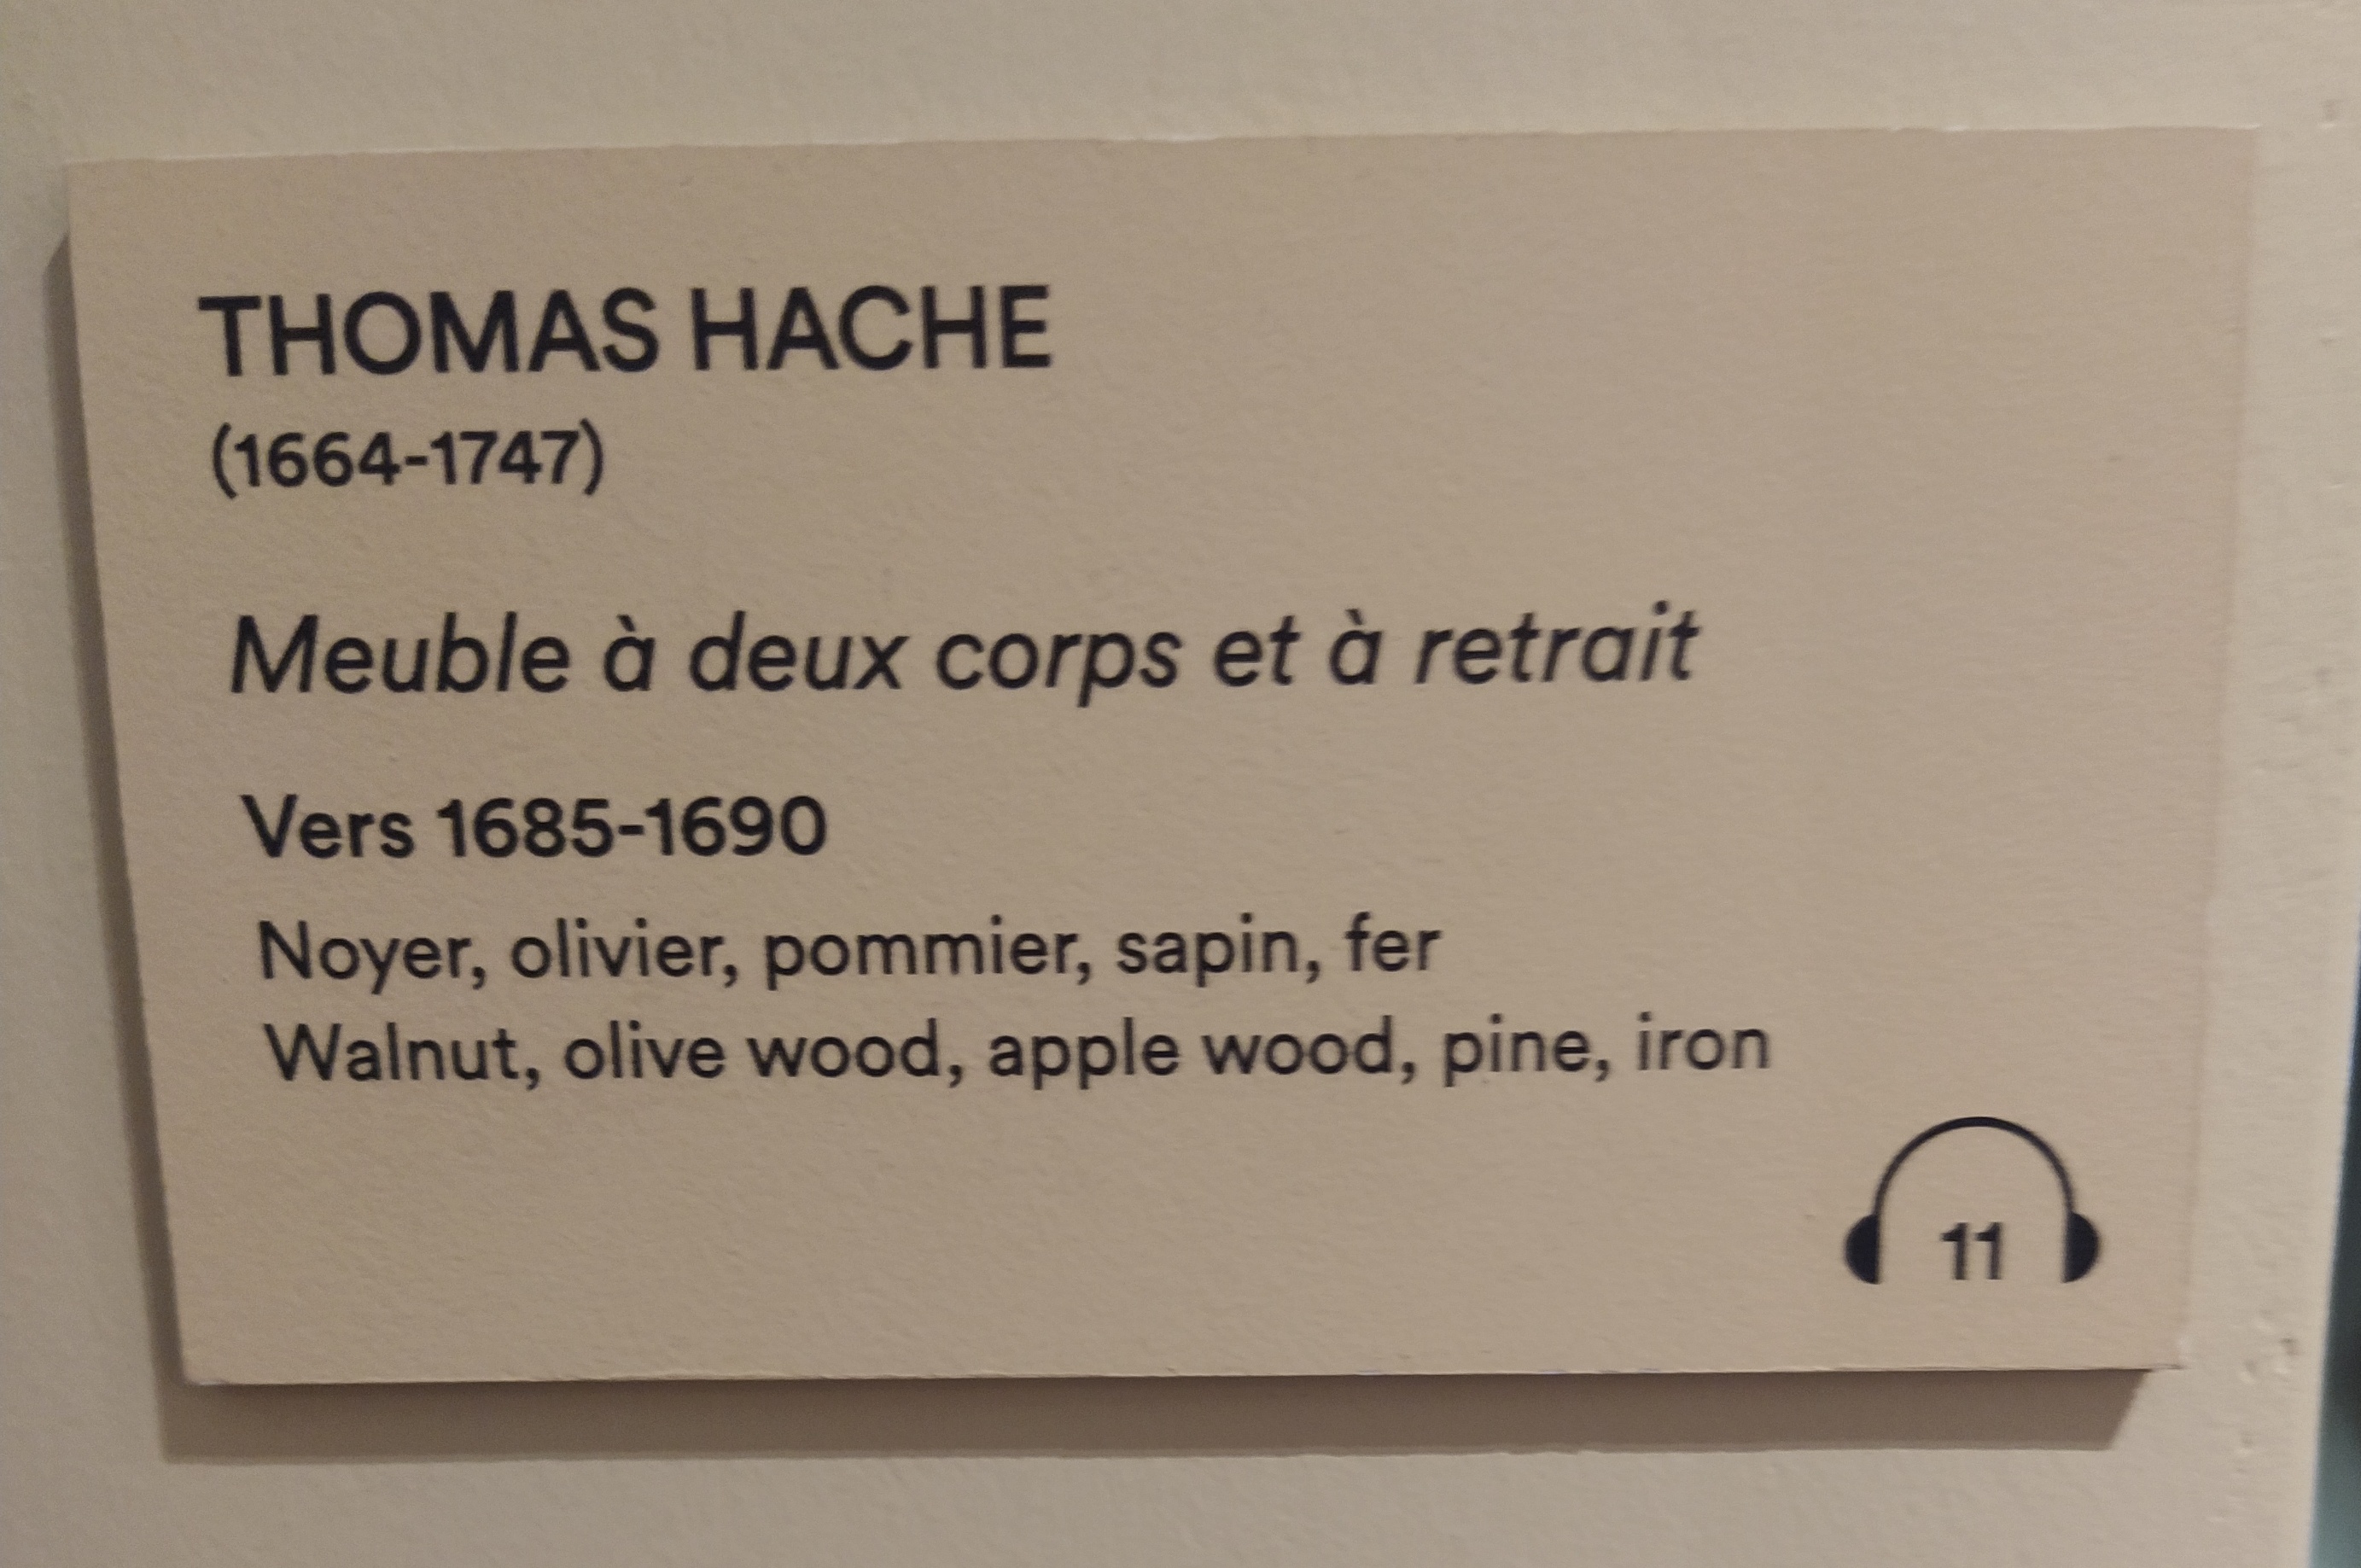 THOMAS HACHE
(1664-1747)
Meuble à deux corps et à retrait
Vers 1685-1690
Noyer, olivier, pommier, sapin, fer
Walnut, olive wood, apple wood, pine, iron
11